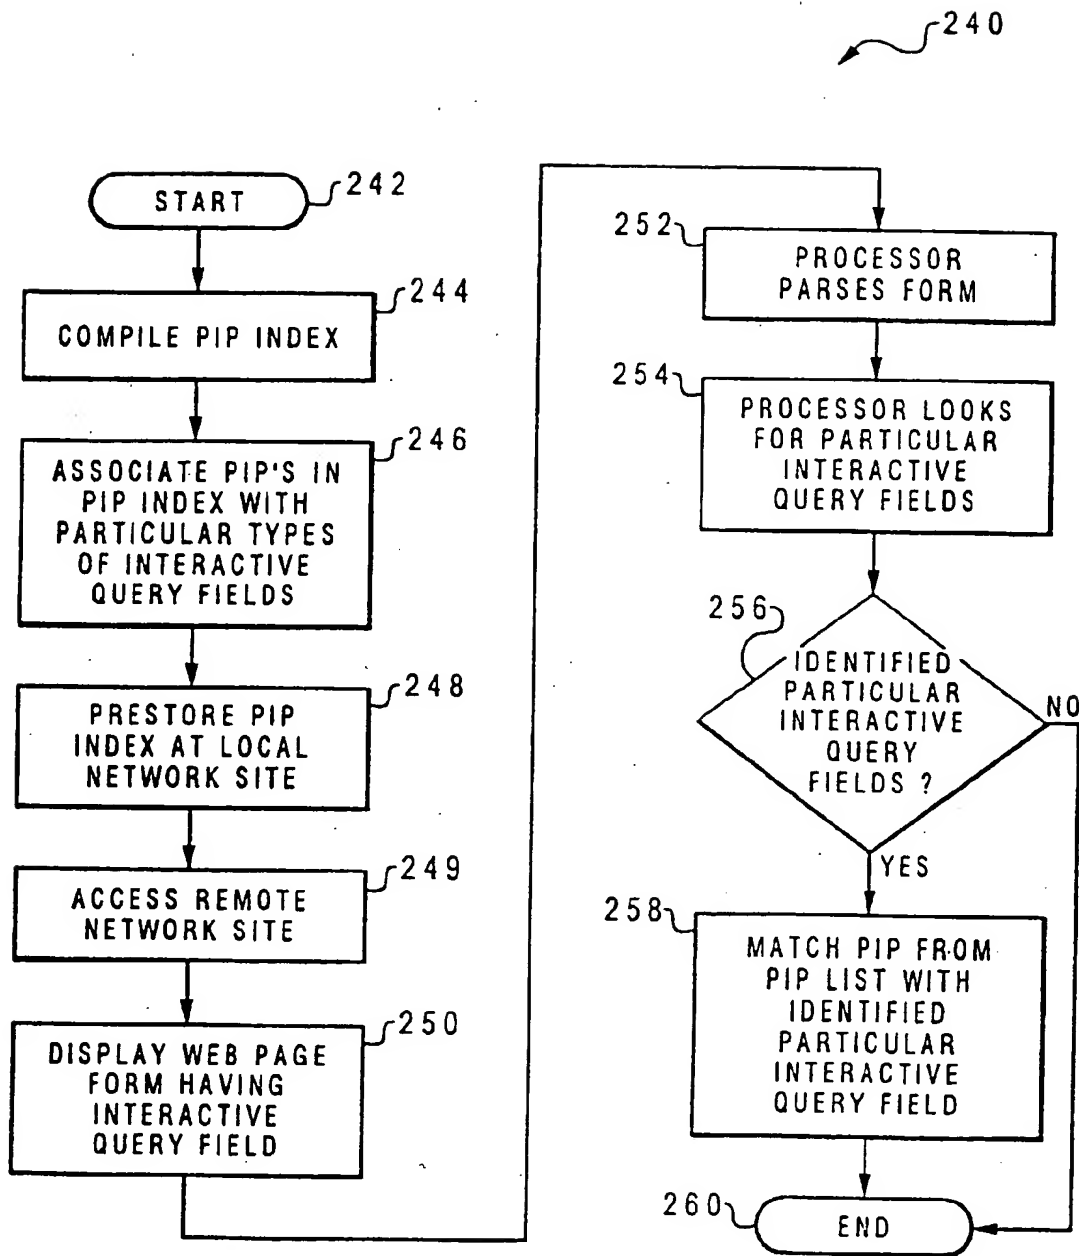 240
START
242
244
COMPILE PIP INDEX
246
ASSOCIATE PIP'S IN
PIP INDEX WITH
PARTICULAR TYPES
OF INTERACTIVE
QUERY FIELDS
248
PRESTORE PIP
INDEX AT LOCAL
NETWORK SITE
249
ACCESS REMOTE
NETWORK SITE
250
DISPLAY WEB PAGE
FORM HAVING
INTERACTIVE
QUERY FIELD
252
PROCESSOR
PARSES FORM
254
PROCESSOR LOOKS
FOR PARTICULAR
INTERACTIVE
QUERY FIELDS
256
IDENTIFIED
PARTICULAR
INTERACTIVE
QUERY
FIELDS ?
NO
YES
258
MATCH PIP FROM
PIP LIST WITH
IDENTIFIED
PARTICULAR
INTERACTIVE
QUERY FIELD
260
END